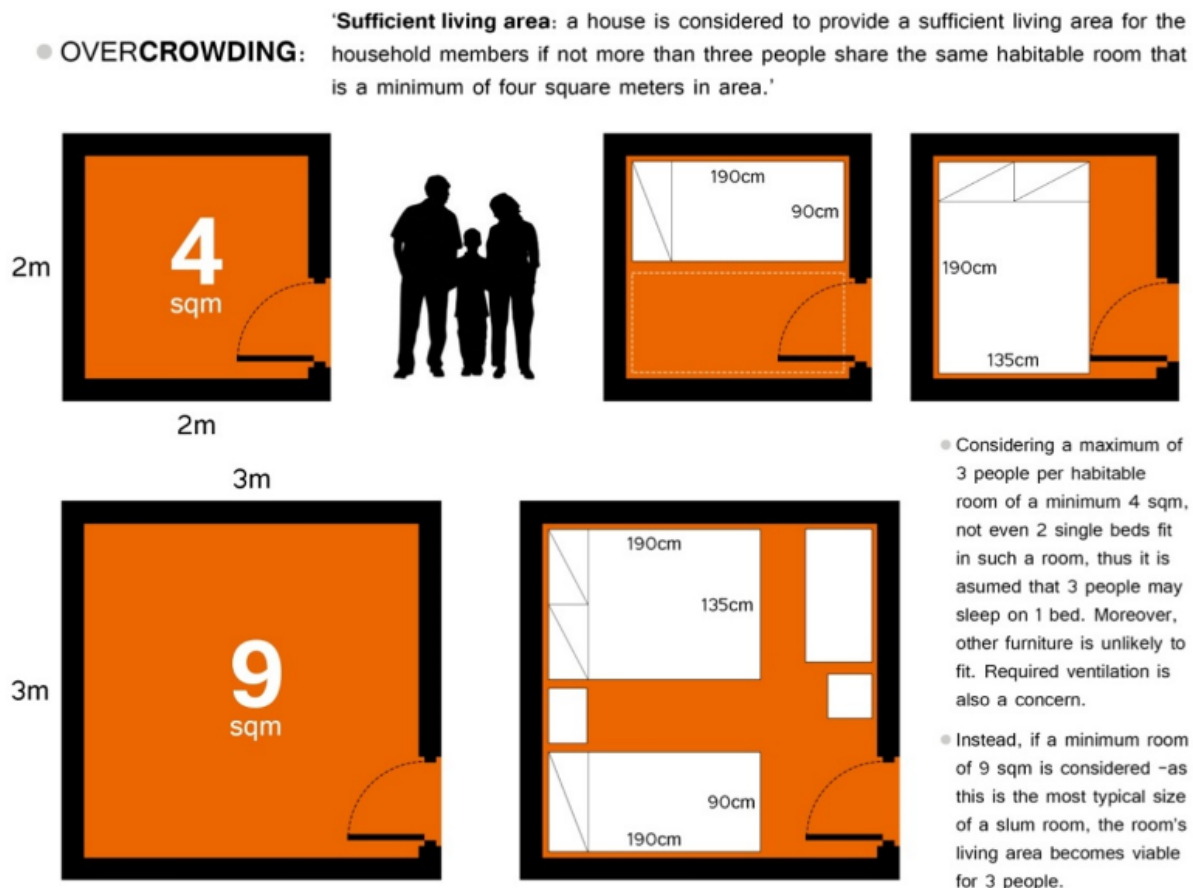 'Sufficient living area: a house is considered to provide a sufficient living area for the
OVERCROWDING: household members if not more than three people share the same habitable room that
is a minimum of four square meters in area.'
2m
4
sqm
2m
190cm
90cm
190cm
135cm
3m
3m
9
sqm
190cm
135cm
90cm
190cm
Considering a maximum of
3 people per habitable
room of a minimum 4 sqm,
not even 2 single beds fit
in such a room, thus it is
asumed that 3 people may
sleep on 1 bed. Moreover,
other furniture is unlikely to
fit. Required ventilation is
also a concern.
Instead, if a minimum room
of 9 sqm is considered -as
this is the most typical size
of a slum room, the room's
living area becomes viable
for 3 people.